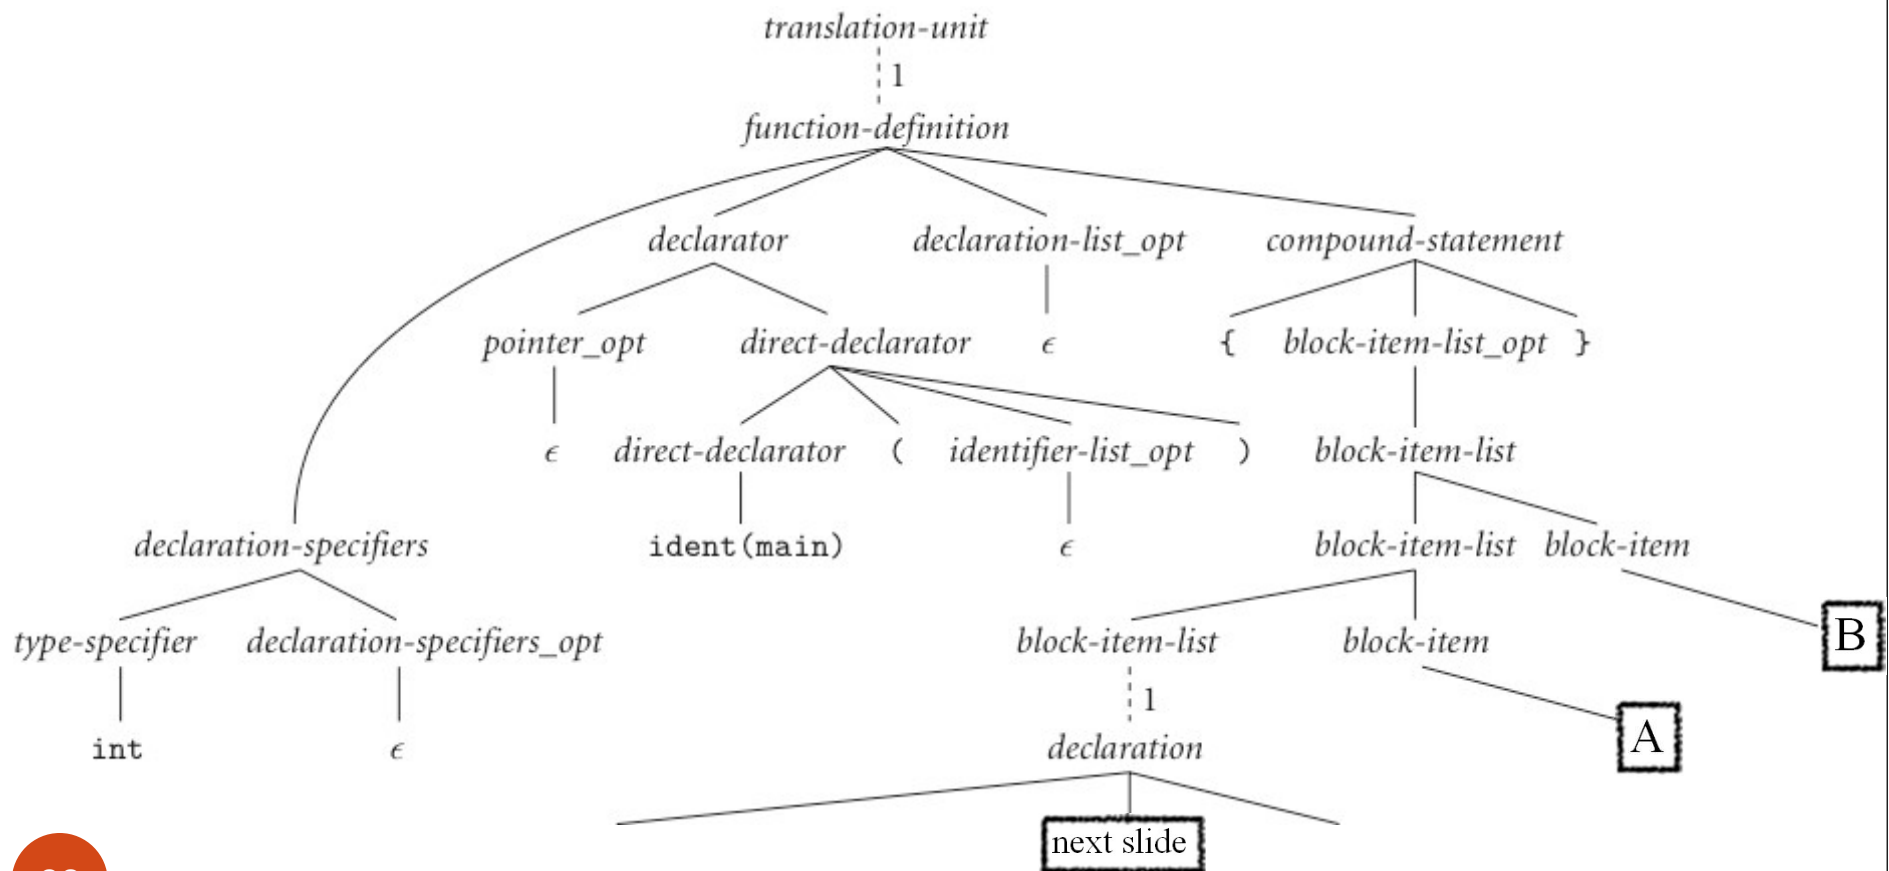 translation-unit
1
function-definition
declarator declaration-list_opt compound-statement
pointer_opt direct-declarator ϵ { block-item-list_opt }
ϵ direct-declarator ( identifier-list_opt ) block-item-list
declaration-specifiers ident(main) ϵ block-item-list block-item
type-specifier declaration-specifiers_opt block-item-list block-item B
1
int ϵ declaration A
next slide